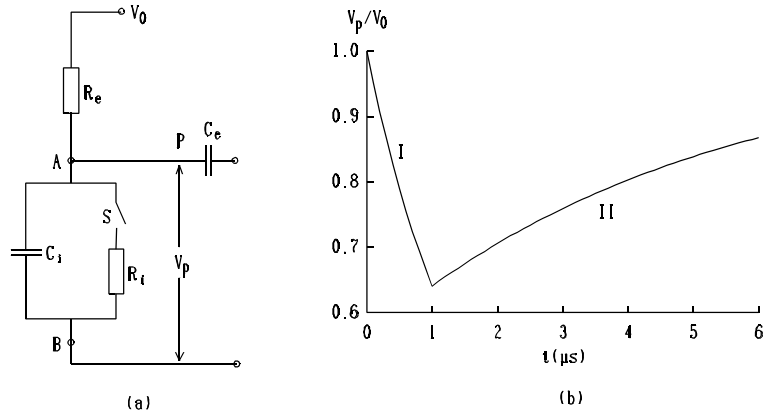 V₀
Rₑ
P
Cₑ
A
S
Cᵢ
Rᵢ
Vₚ
B
(a)
Vₚ/V₀
1.0
0.9
0.8
0.7
0.6
I
II
0 1 2 3 4 5 6
t(μs)
(b)